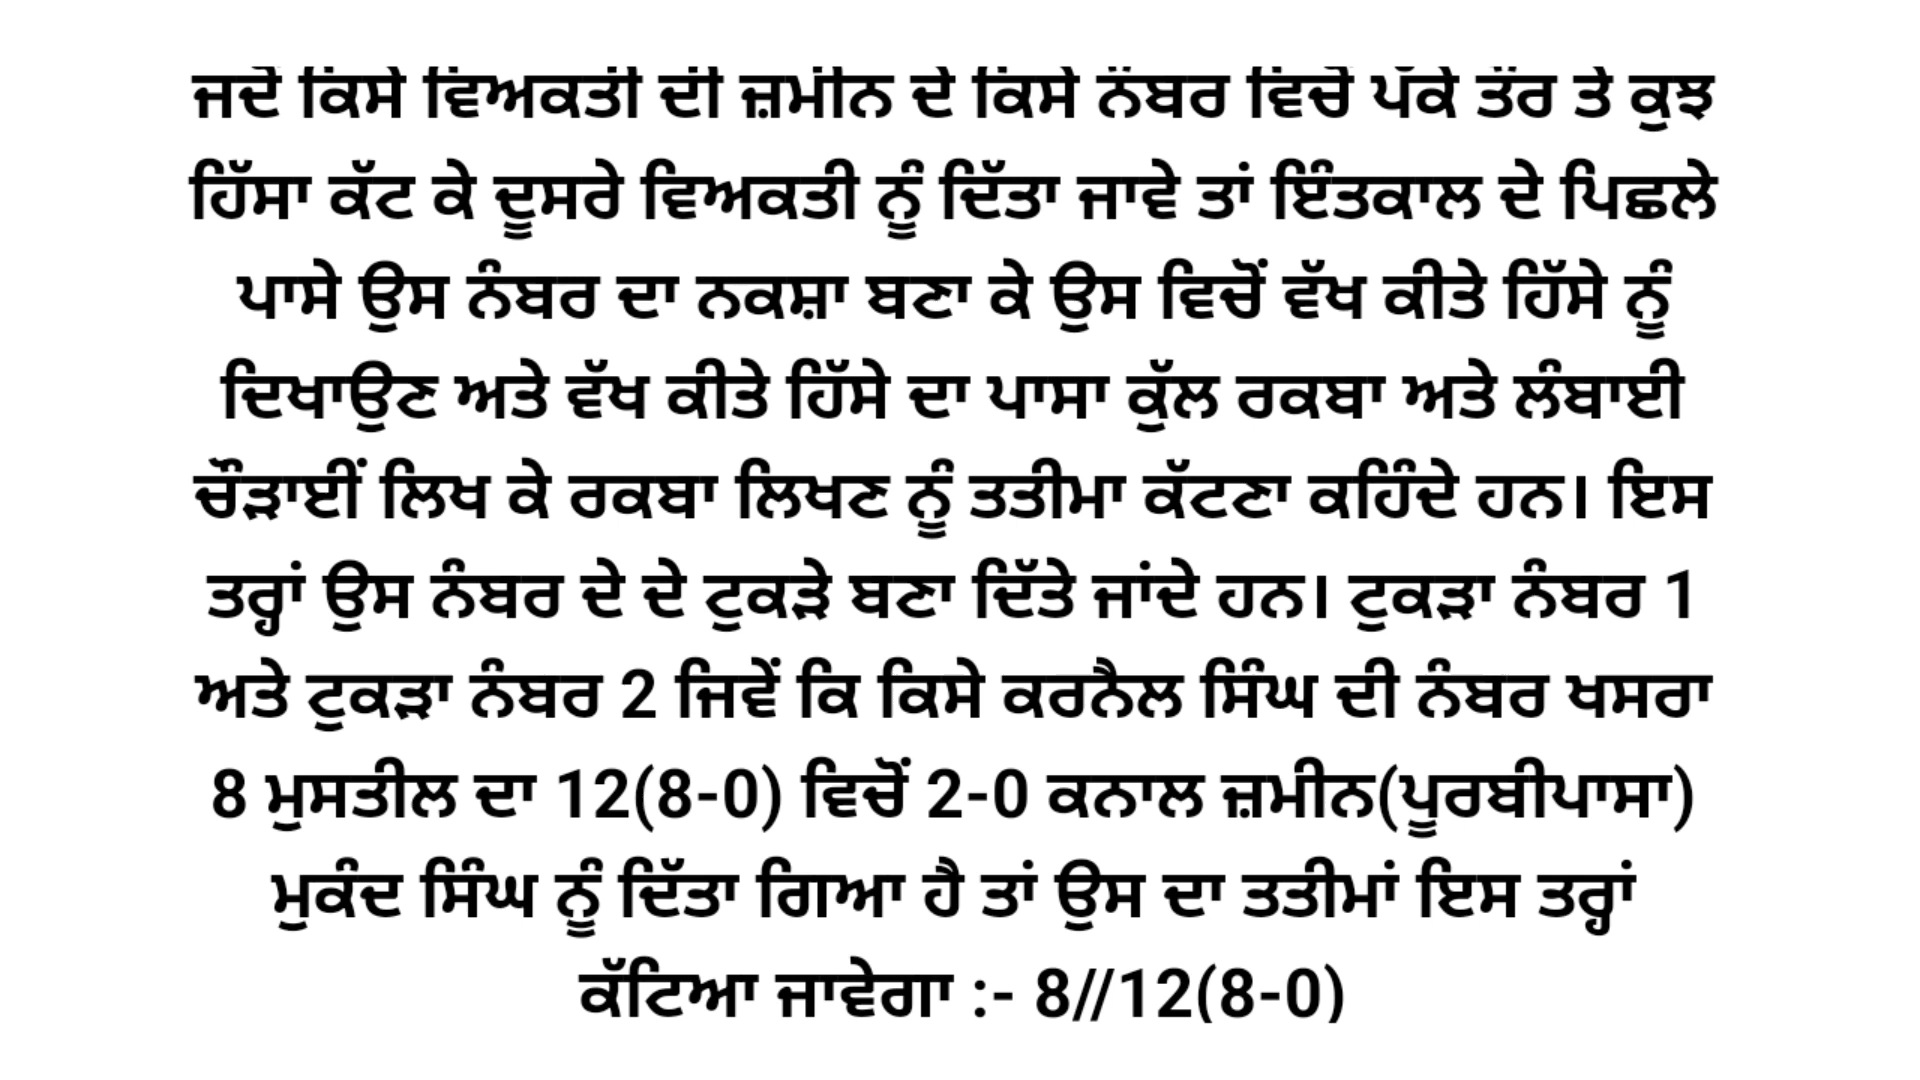 ਜਦੋਂ ਕਿਸੇ ਵਿਅਕਤੀ ਦੀ ਜ਼ਮੀਨ ਦੇ ਕਿਸੇ ਨੰਬਰ ਵਿਚੋਂ ਪੱਕੇ ਤੌਰ ਤੇ ਕੁਝ
ਹਿੱਸਾ ਕੱਟ ਕੇ ਦੂਸਰੇ ਵਿਅਕਤੀ ਨੂੰ ਦਿੱਤਾ ਜਾਵੇ ਤਾਂ ਇੰਤਕਾਲ ਦੇ ਪਿਛਲੇ
ਪਾਸੇ ਉਸ ਨੰਬਰ ਦਾ ਨਕਸ਼ਾ ਬਣਾ ਕੇ ਉਸ ਵਿਚੋਂ ਵੱਖ ਕੀਤੇ ਹਿੱਸੇ ਨੂੰ
ਦਿਖਾਉਣ ਅਤੇ ਵੱਖ ਕੀਤੇ ਹਿੱਸੇ ਦਾ ਪਾਸਾ ਕੁੱਲ ਰਕਬਾ ਅਤੇ ਲੰਬਾਈ
ਚੌੜਾਈਂ ਲਿਖ ਕੇ ਰਕਬਾ ਲਿਖਣ ਨੂੰ ਤਤੀਮਾ ਕੱਟਣਾ ਕਹਿੰਦੇ ਹਨ। ਇਸ
ਤਰ੍ਹਾਂ ਉਸ ਨੰਬਰ ਦੇ ਦੇ ਟੁਕੜੇ ਬਣਾ ਦਿੱਤੇ ਜਾਂਦੇ ਹਨ। ਟੁਕੜਾ ਨੰਬਰ 1
ਅਤੇ ਟੁਕੜਾ ਨੰਬਰ 2 ਜਿਵੇਂ ਕਿ ਕਿਸੇ ਕਰਨੈਲ ਸਿੰਘ ਦੀ ਨੰਬਰ ਖਸਰਾ
8 ਮੁਸਤੀਲ ਦਾ 12(8-0) ਵਿਚੋਂ 2-0 ਕਨਾਲ ਜ਼ਮੀਨ(ਪੂਰਬੀਪਾਸਾ)
ਮੁਕੰਦ ਸਿੰਘ ਨੂੰ ਦਿੱਤਾ ਗਿਆ ਹੈ ਤਾਂ ਉਸ ਦਾ ਤਤੀਮਾਂ ਇਸ ਤਰ੍ਹਾਂ
ਕੱਟਿਆ ਜਾਵੇਗਾ :- 8//12(8-0)